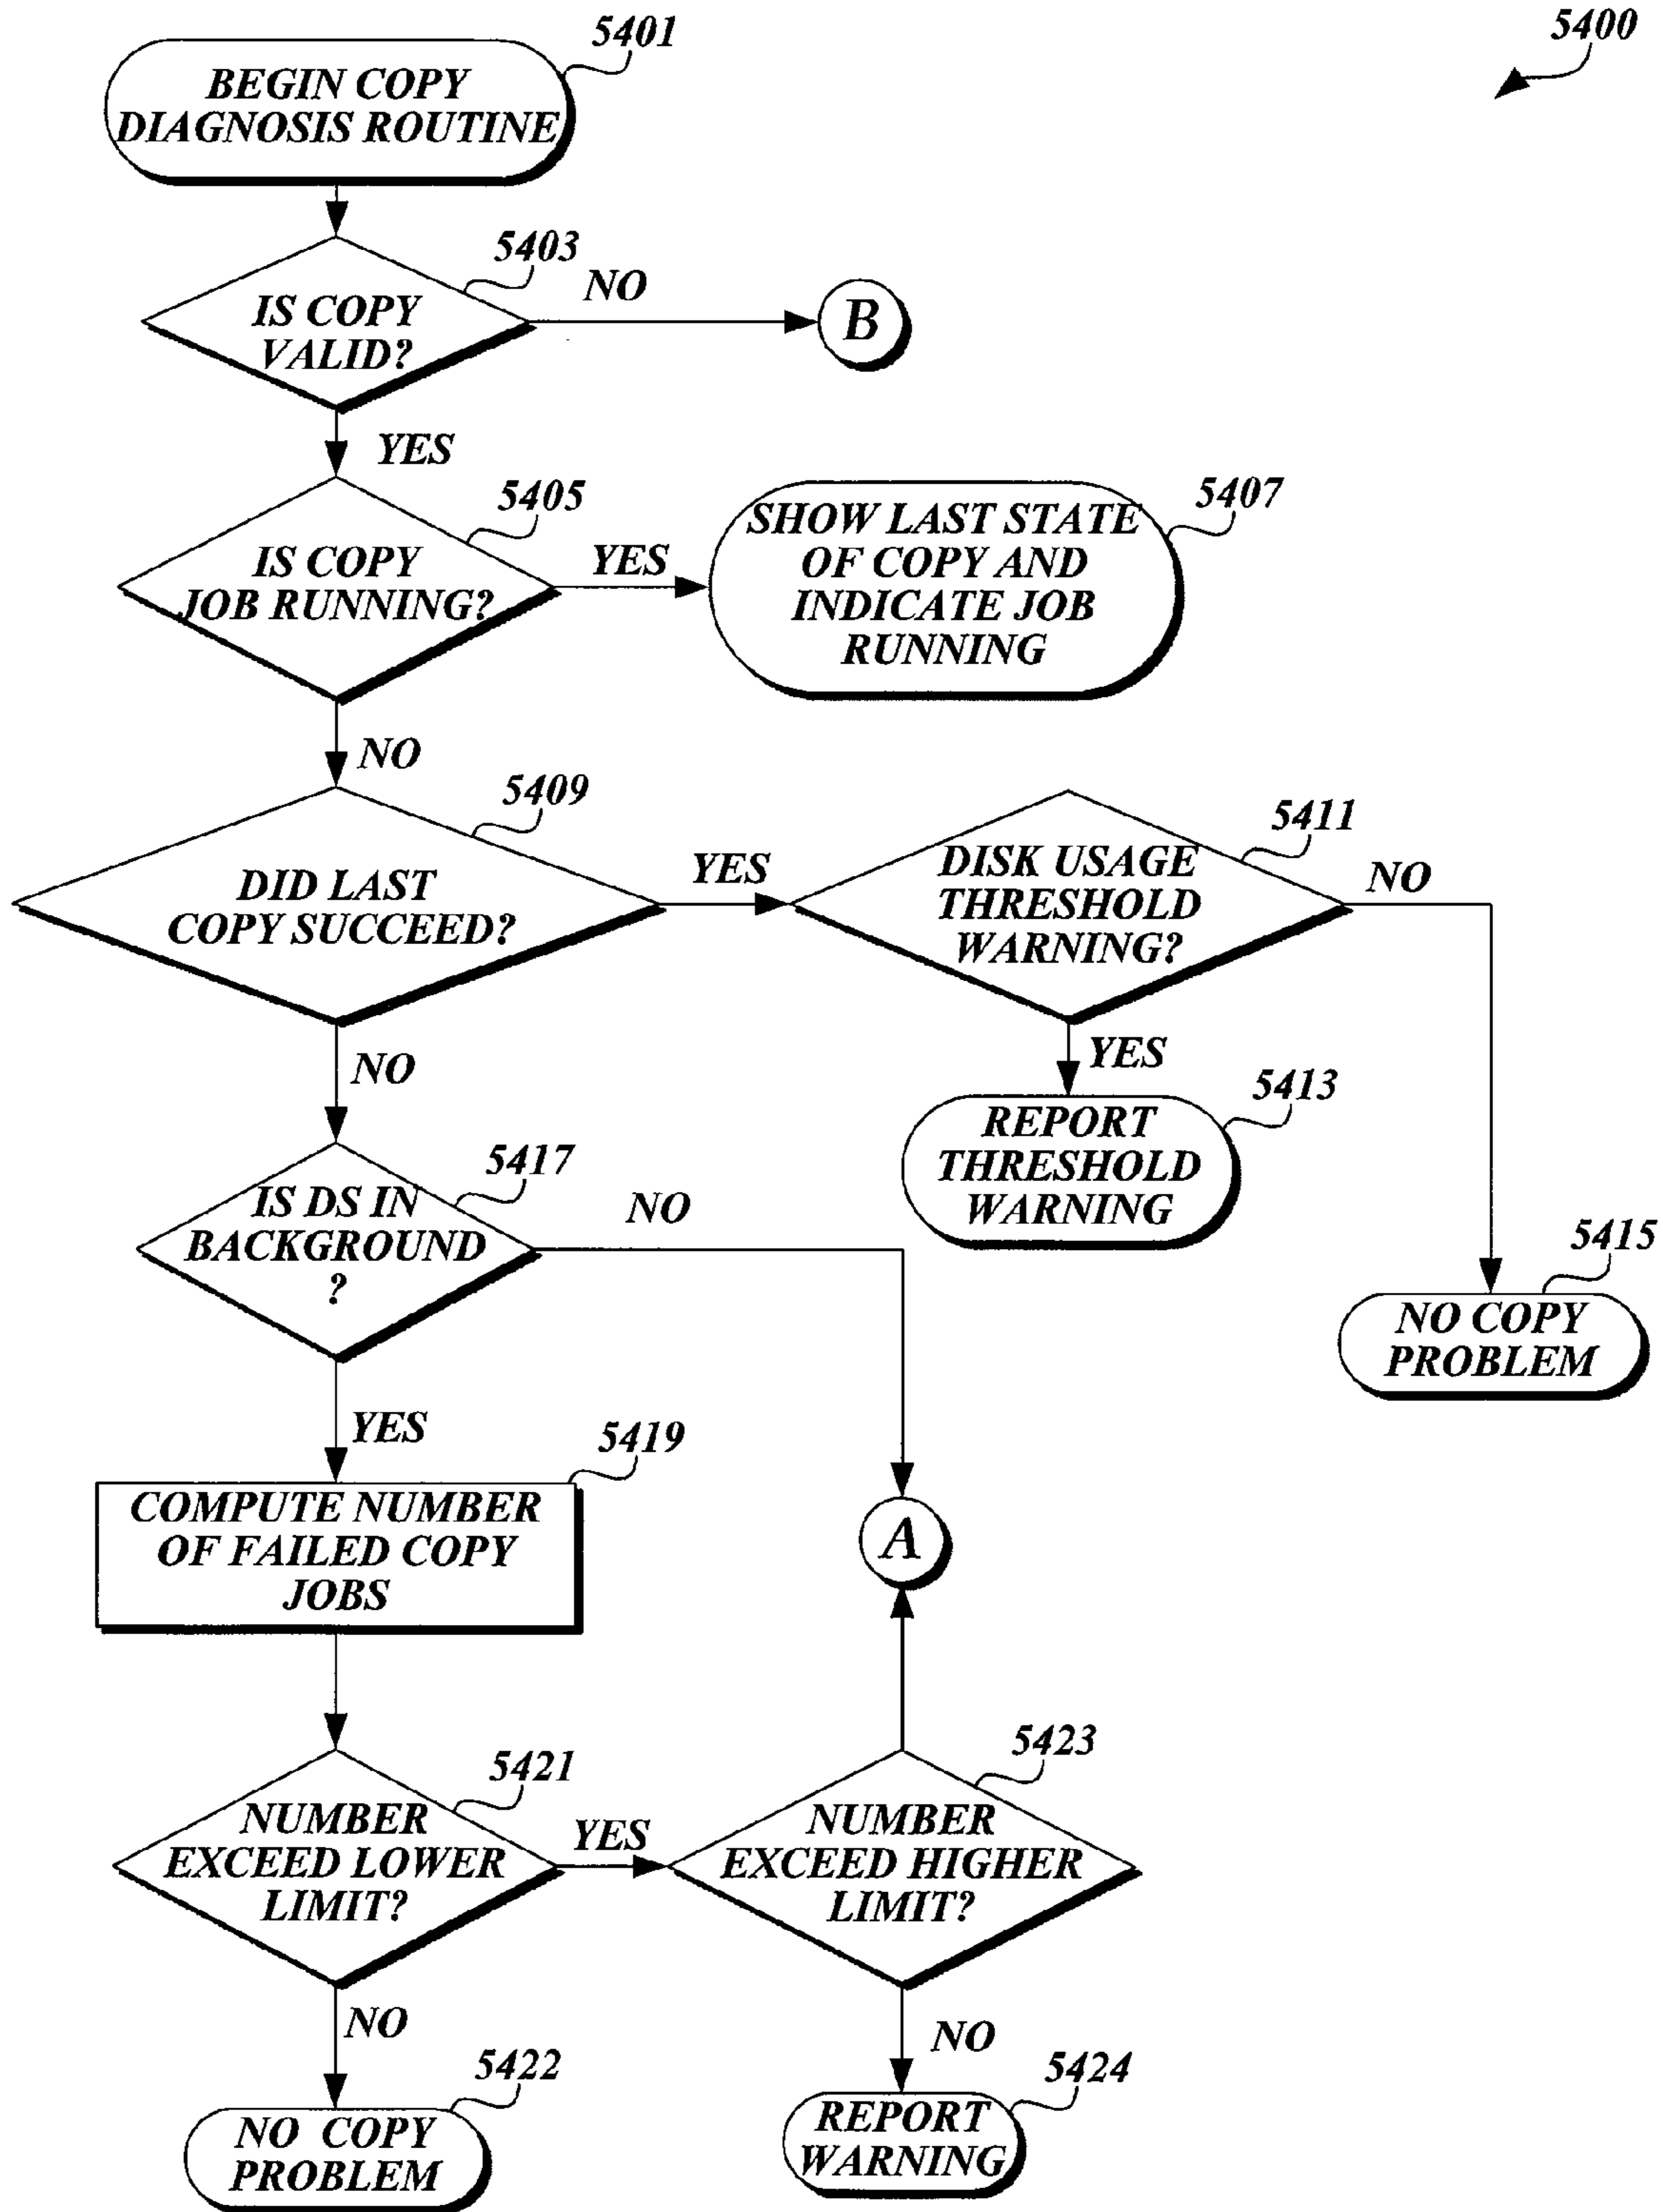 5400
5401
BEGIN COPY
DIAGNOSIS ROUTINE
5403
IS COPY
VALID?
NO
B
YES
5405
IS COPY
JOB RUNNING?
YES
5407
SHOW LAST STATE
OF COPY AND
INDICATE JOB
RUNNING
NO
5409
DID LAST
COPY SUCCEED?
YES
5411
DISK USAGE
THRESHOLD
WARNING?
NO
YES
5413
REPORT
THRESHOLD
WARNING
5415
NO COPY
PROBLEM
NO
5417
IS DS IN
BACKGROUND
?
NO
YES
5419
COMPUTE NUMBER
OF FAILED COPY
JOBS
A
5421
NUMBER
EXCEED LOWER
LIMIT?
YES
5423
NUMBER
EXCEED HIGHER
LIMIT?
NO
5422
NO COPY
PROBLEM
NO
5424
REPORT
WARNING